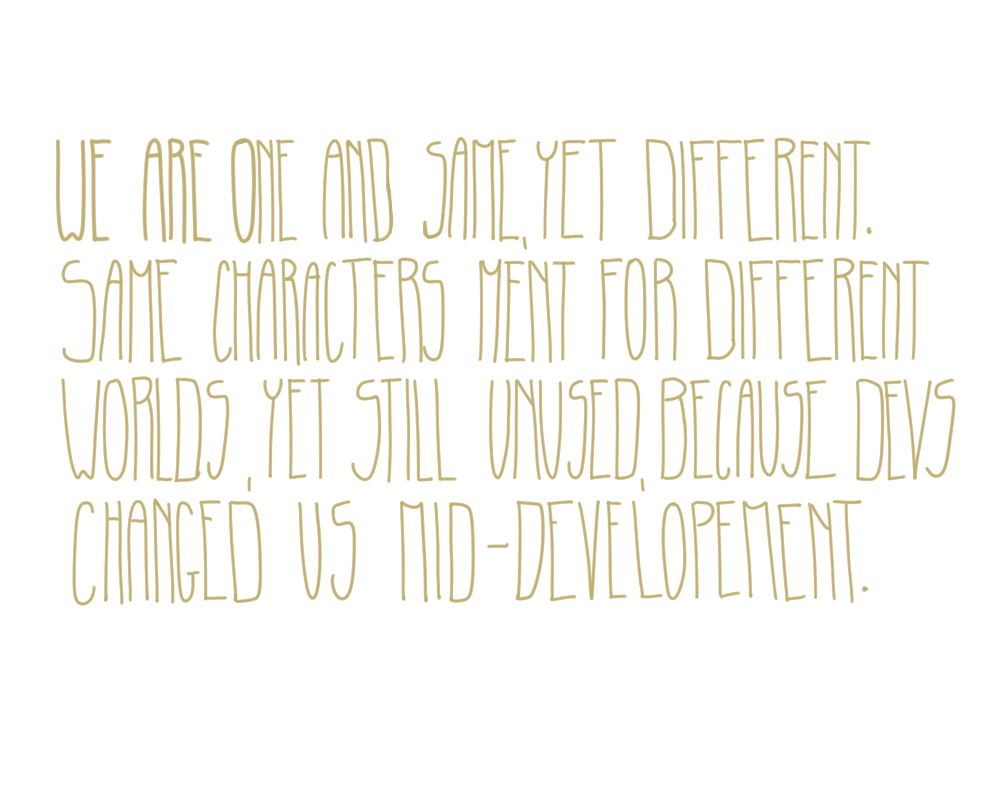 WE ARE ONE AND SAME, YET DIFFERENT.
SAME CHARACTERS MENT FOR DIFFERENT
WORLDS, YET STILL UNUSED, BECAUSE DEVS
CHANGED US MID-DEVELOPEMENT.